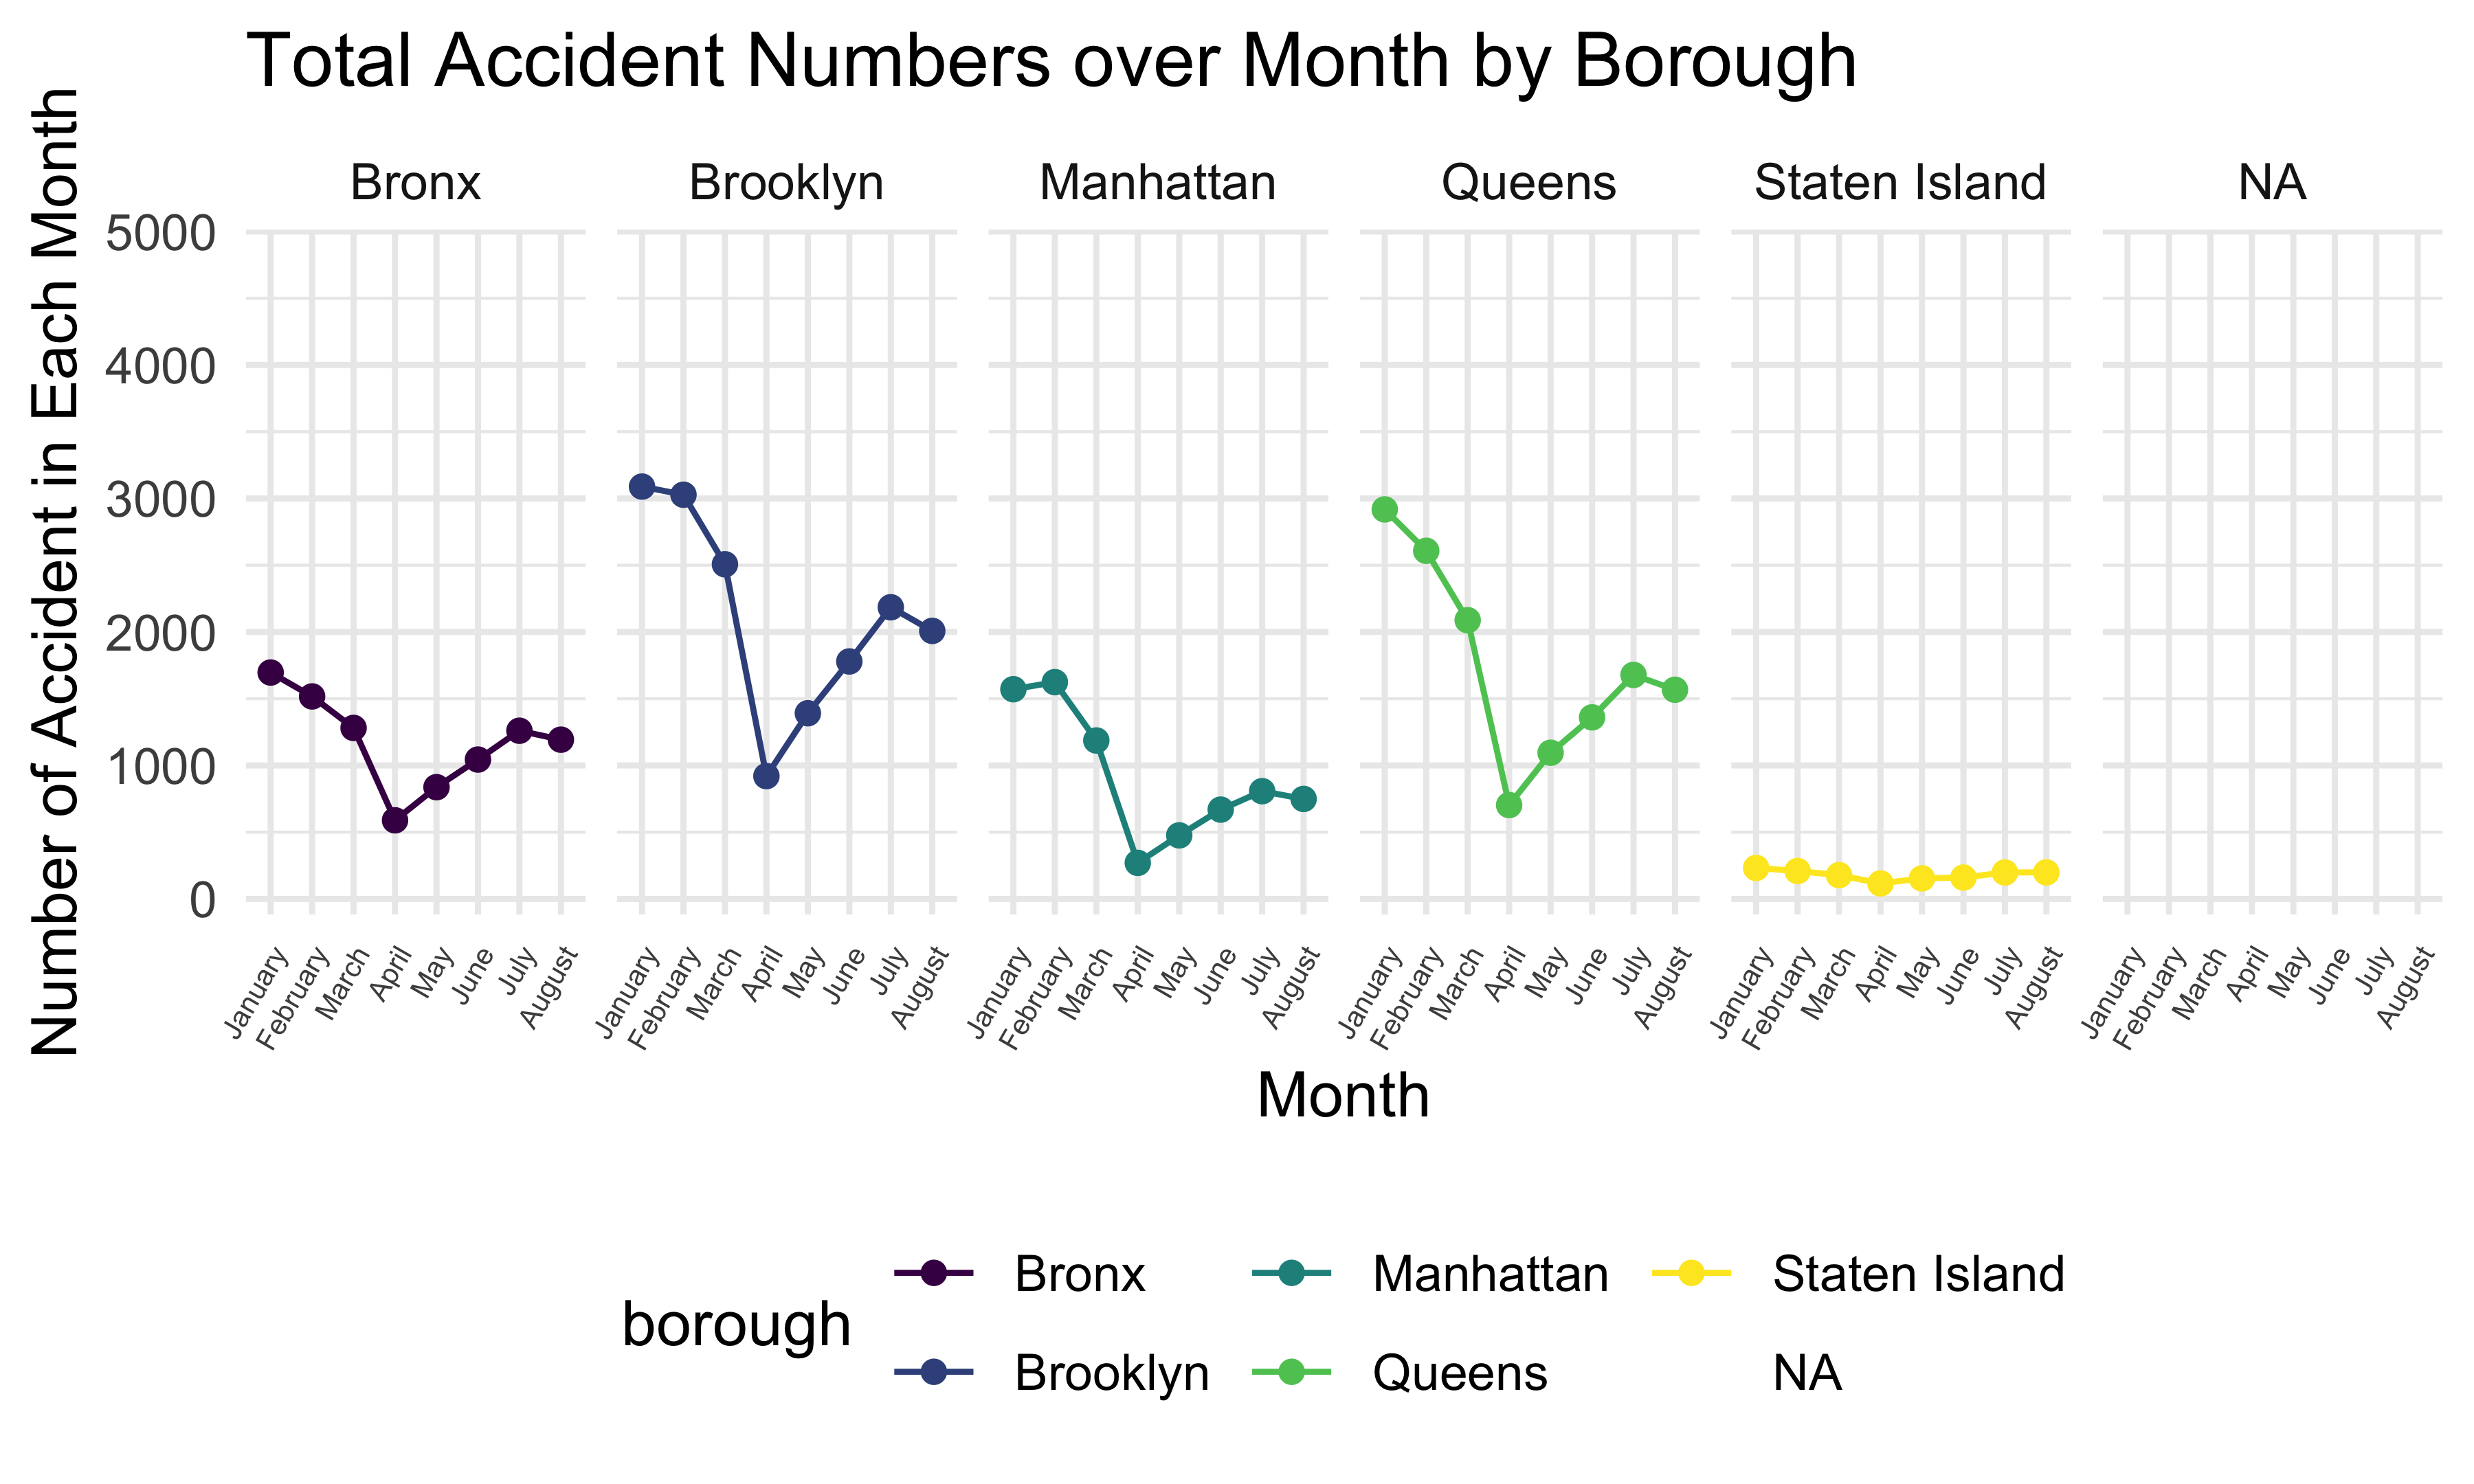 Total Accident Numbers over Month by Borough
Number of Accident in Each Month
Bronx
Brooklyn
Manhattan
Queens
Staten Island
NA
5000
4000
3000
2000
1000
0
January
February
March
April
May
June
July
August
January
February
March
April
May
June
July
August
January
February
March
April
May
June
July
August
January
February
March
April
May
June
July
August
January
February
March
April
May
June
July
August
January
February
March
April
May
June
July
August
Month
borough
Bronx
Manhattan
Staten Island
Brooklyn
Queens
NA